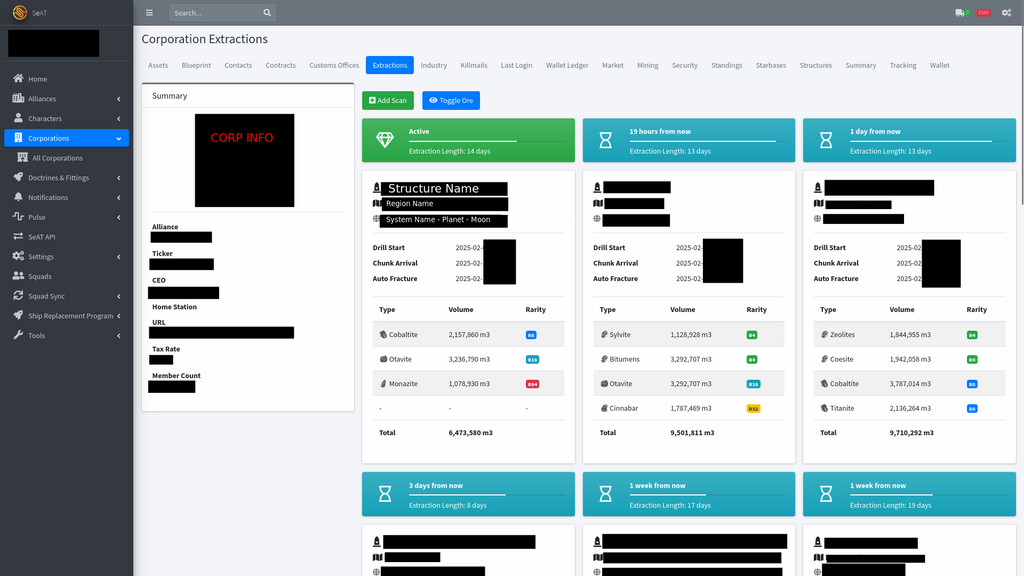 SeAT
Search...
Home
Alliances
Characters
Corporations
All Corporations
Doctrines & Fittings
Notifications
Pulse
SeAT API
Settings
Squads
Squad Sync
Ship Replacement Program
Tools
Corporation Extractions
Assets Blueprint Contacts Contracts Customs Offices Extractions Industry Killmails Last Login Wallet Ledger Market Mining Security Standings Starbases Structures Summary Tracking Wallet
Summary
CORP INFO
Alliance
Ticker
CEO
Home Station
URL
Tax Rate
Member Count
Add Scan Toggle Ore
Active
Extraction Length: 14 days
Structure Name
Region Name
System Name - Planet - Moon
Drill Start 2025-02-
Chunk Arrival 2025-02-
Auto Fracture 2025-02-
Type Volume Rarity
Cobaltite 2,157,860 m3 R8
Otavite 3,236,790 m3 R16
Monazite 1,078,930 m3 R64
- - -
Total 6,473,580 m3
19 hours from now
Extraction Length: 13 days
Drill Start 2025-02-
Chunk Arrival 2025-02-
Auto Fracture 2025-02-
Type Volume Rarity
Sylvite 1,128,928 m3 R4
Bitumens 3,292,707 m3 R4
Otavite 3,292,707 m3 R16
Cinnabar 1,787,469 m3 R32
Total 9,501,811 m3
1 day from now
Extraction Length: 13 days
Drill Start 2025-02
Chunk Arrival 2025-02
Auto Fracture 2025-02
Type Volume Rarity
Zeolites 1,844,955 m3 R4
Coesite 1,942,058 m3 R4
Cobaltite 3,787,014 m3 R8
Titanite 2,136,264 m3 R8
Total 9,710,292 m3
3 days from now
Extraction Length: 8 days
1 week from now
Extraction Length: 17 days
1 week from now
Extraction Length: 19 days